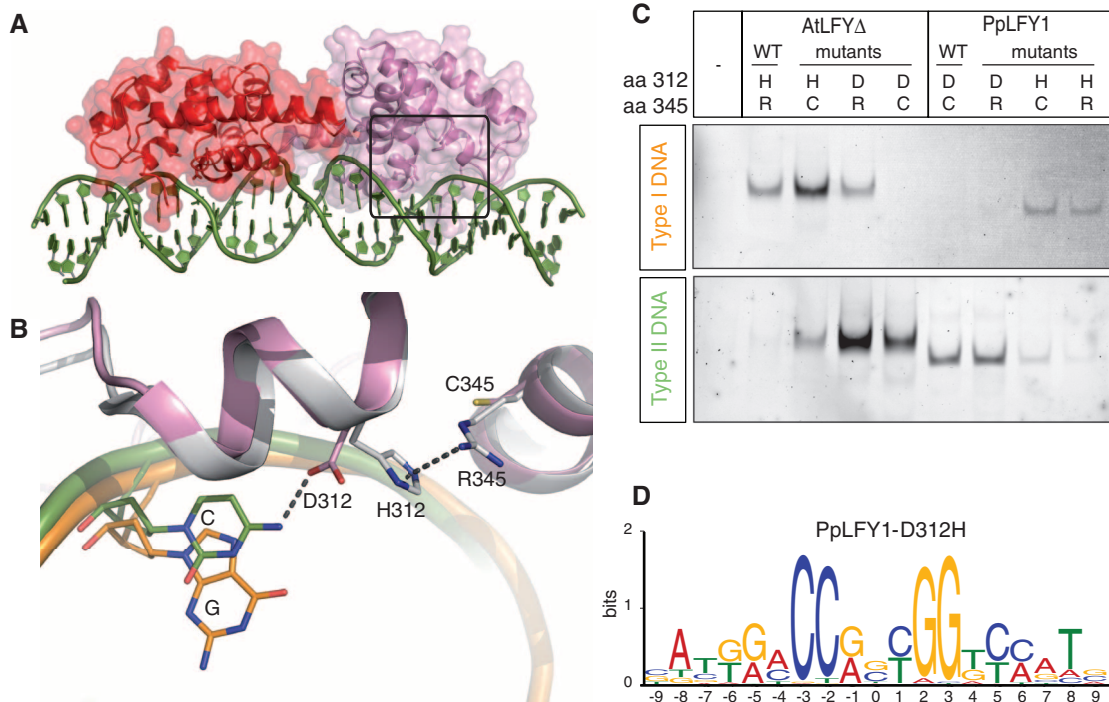 A
B
C345
R345
D312
H312
C
G
C
AtLFYΔ
PpLFY1
WT
mutants
WT
mutants
-
aa 312
H
H
D
D
D
D
H
H
aa 345
R
C
R
C
C
R
C
R
Type I DNA
Type II DNA
D
PpLFY1-D312H
bits
2
1
0
-9 -8 -7 -6 -5 -4 -3 -2 -1 0 1 2 3 4 5 6 7 8 9